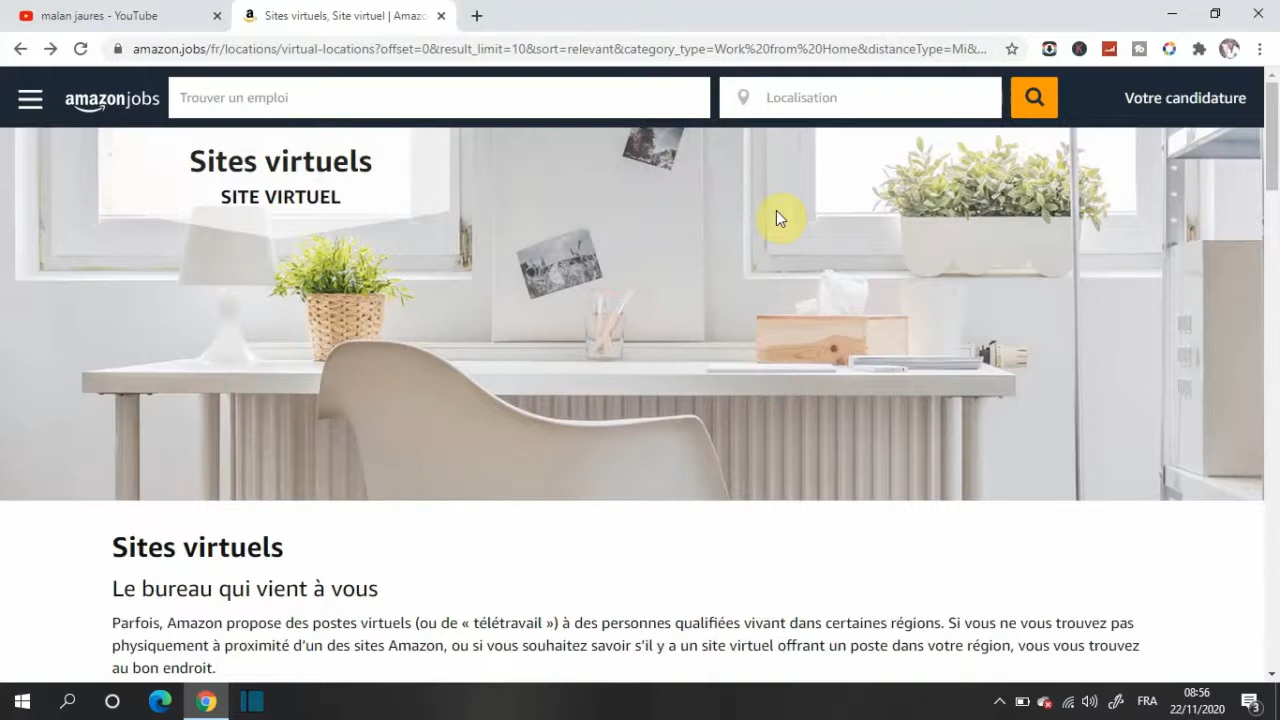 malan jaures - YouTube
Sites virtuels, Site virtuel | Amazo
amazon.jobs/fr/locations/virtual-locations?offset=0&result_limit=10&sort=relevant&category_type=Work%20from%20Home&distanceType=Mi&...
amazonjobs
Trouver un emploi
Localisation
Votre candidature
Sites virtuels
SITE VIRTUEL
Sites virtuels
Le bureau qui vient à vous
Parfois, Amazon propose des postes virtuels (ou de « télétravail ») à des personnes qualifiées vivant dans certaines régions. Si vous ne vous trouvez pas
physiquement à proximité d'un des sites Amazon, ou si vous souhaitez savoir s'il y a un site virtuel offrant un poste dans votre région, vous vous trouvez
au bon endroit.
FRA
08:56
22/11/2020
3